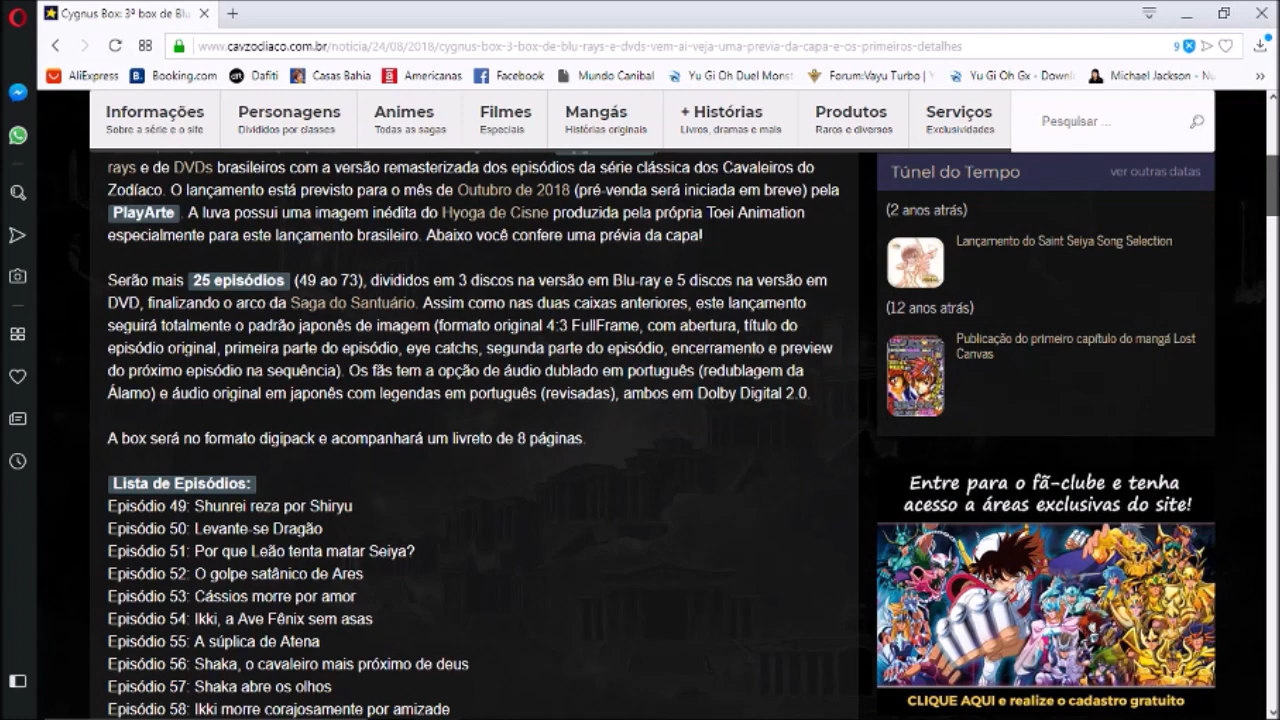 Cygnus Box: 3ª box de Blu
www.cavzodiaco.com.br/noticia/24/08/2018/cygnus-box-3-box-de-blu-rays-e-dvds-vem-ai-veja-uma-previa-da-capa-e-os-primeiros-detalhes
9
AliExpress
Booking.com
Dafiti
Casas Bahia
Americanas
Facebook
Mundo Canibal
Yu Gi Oh Duel Monst
Forum:Vayu Turbo |
Yu Gi Oh Gx - Downl
Michael Jackson - Nu
Informações
Sobre a série e o site
Personagens
Divididos por classes
Animes
Todas as sagas
Filmes
Especiais
Mangás
Histórias originais
+ Histórias
Livros, dramas e mais
Produtos
Raros e diversos
Serviços
Exclusividades
Pesquisar ...
rays e de DVDs brasileiros com a versão remasterizada dos episódios da série clássica dos Cavaleiros do
Zodíaco. O lançamento está previsto para o mês de Outubro de 2018 (pré-venda será iniciada em breve) pela
PlayArte . A luva possui uma imagem inédita do Hyoga de Cisne produzida pela própria Toei Animation
especialmente para este lançamento brasileiro. Abaixo você confere uma prévia da capa!
Serão mais 25 episódios (49 ao 73), divididos em 3 discos na versão em Blu-ray e 5 discos na versão em
DVD, finalizando o arco da Saga do Santuário. Assim como nas duas caixas anteriores, este lançamento
seguirá totalmente o padrão japonês de imagem (formato original 4:3 FullFrame, com abertura, título do
episódio original, primeira parte do episódio, eye catchs, segunda parte do episódio, encerramento e preview
do próximo episódio na sequência). Os fãs tem a opção de áudio dublado em português (redublagem da
Álamo) e áudio original em japonês com legendas em português (revisadas), ambos em Dolby Digital 2.0.
A box será no formato digipack e acompanhará um livreto de 8 páginas.
Lista de Episódios:
Episódio 49: Shunrei reza por Shiryu
Episódio 50: Levante-se Dragão
Episódio 51: Por que Leão tenta matar Seiya?
Episódio 52: O golpe satânico de Ares
Episódio 53: Cássios morre por amor
Episódio 54: Ikki, a Ave Fênix sem asas
Episódio 55: A súplica de Atena
Episódio 56: Shaka, o cavaleiro mais próximo de deus
Episódio 57: Shaka abre os olhos
Episódio 58: Ikki morre corajosamente por amizade
Túnel do Tempo
ver outras datas
(2 anos atrás)
Lançamento do Saint Seiya Song Selection
(12 anos atrás)
Publicação do primeiro capítulo do mangá Lost
Canvas
Entre para o fã-clube e tenha
acesso a áreas exclusivas do site!
CLIQUE AQUI e realize o cadastro gratuito